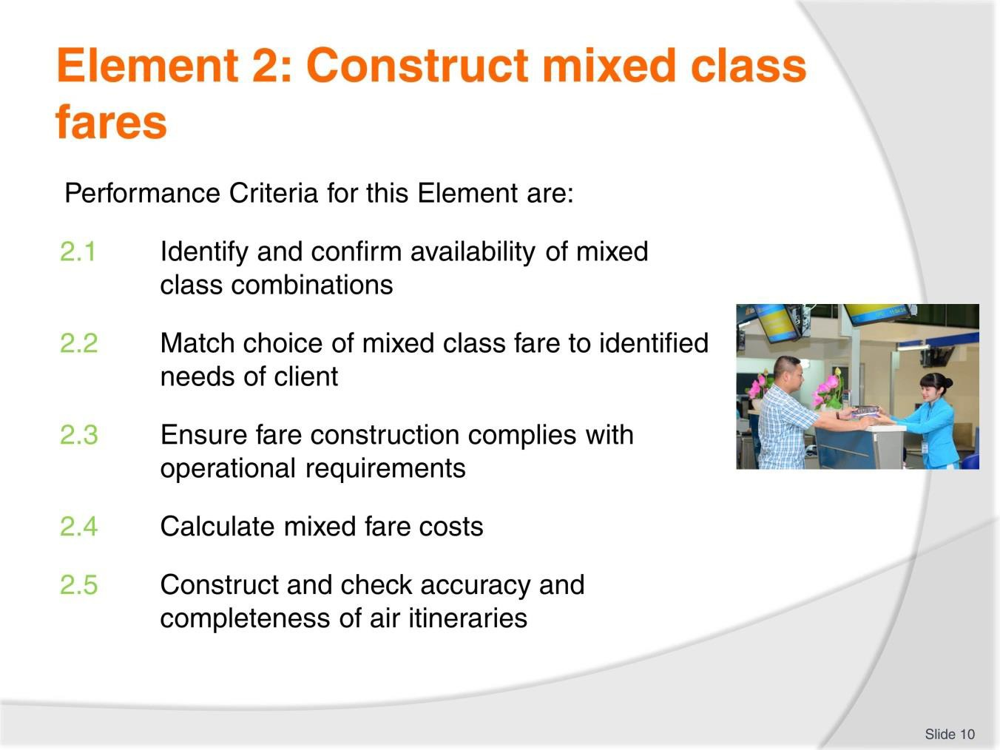 Element 2: Construct mixed class
fares
Performance Criteria for this Element are:
2.1 Identify and confirm availability of mixed
class combinations
2.2 Match choice of mixed class fare to identified
needs of client
2.3 Ensure fare construction complies with
operational requirements
2.4 Calculate mixed fare costs
2.5 Construct and check accuracy and
completeness of air itineraries
Slide 10